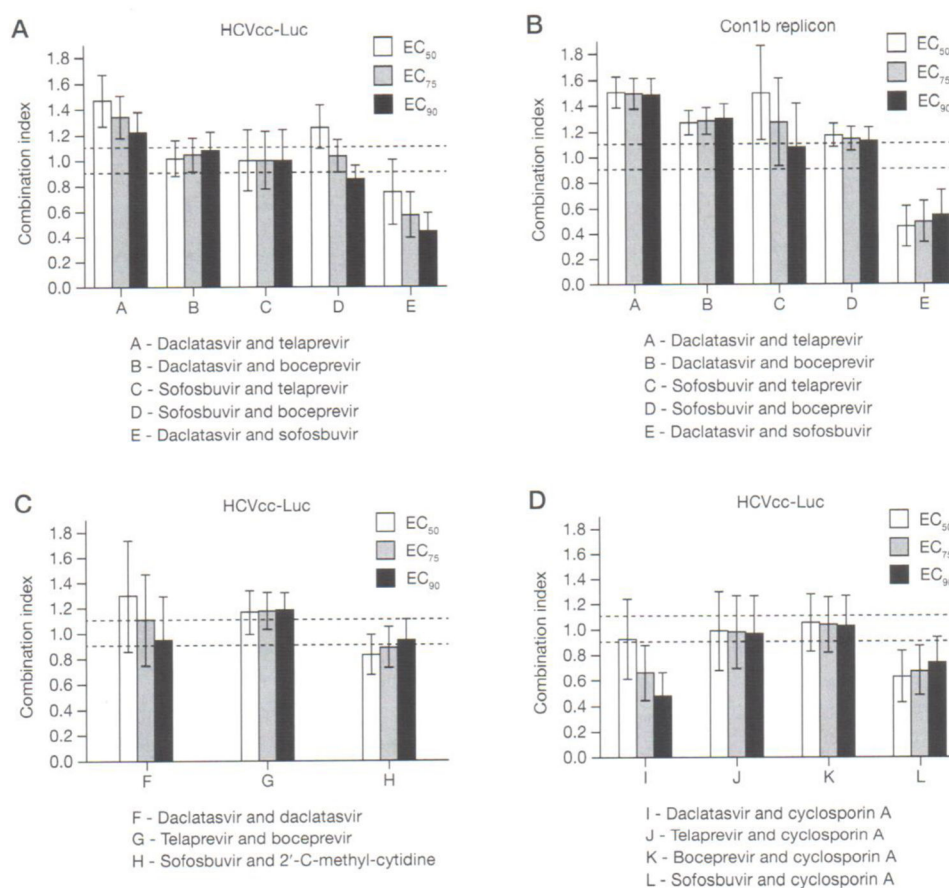 A
HCVcc-Luc
EC50
EC75
EC90
Combination index
1.8
1.6
1.4
1.2
1.0
0.8
0.6
0.4
0.2
0.0
A B C D E
A - Daclatasvir and telaprevir
B - Daclatasvir and boceprevir
C - Sofosbuvir and telaprevir
D - Sofosbuvir and boceprevir
E - Daclatasvir and sofosbuvir
B
Con1b replicon
EC50
EC75
EC90
Combination index
1.8
1.6
1.4
1.2
1.0
0.8
0.6
0.4
0.2
0.0
A B C D E
A - Daclatasvir and telaprevir
B - Daclatasvir and boceprevir
C - Sofosbuvir and telaprevir
D - Sofosbuvir and boceprevir
E - Daclatasvir and sofosbuvir
C
HCVcc-Luc
EC50
EC75
EC90
Combination index
1.8
1.6
1.4
1.2
1.0
0.8
0.6
0.4
0.2
0.0
F G H
F - Daclatasvir and daclatasvir
G - Telaprevir and boceprevir
H - Sofosbuvir and 2′-C-methyl-cytidine
D
HCVcc-Luc
EC50
EC75
EC90
Combination index
1.8
1.6
1.4
1.2
1.0
0.8
0.6
0.4
0.2
0.0
I J K L
I - Daclatasvir and cyclosporin A
J - Telaprevir and cyclosporin A
K - Boceprevir and cyclosporin A
L - Sofosbuvir and cyclosporin A